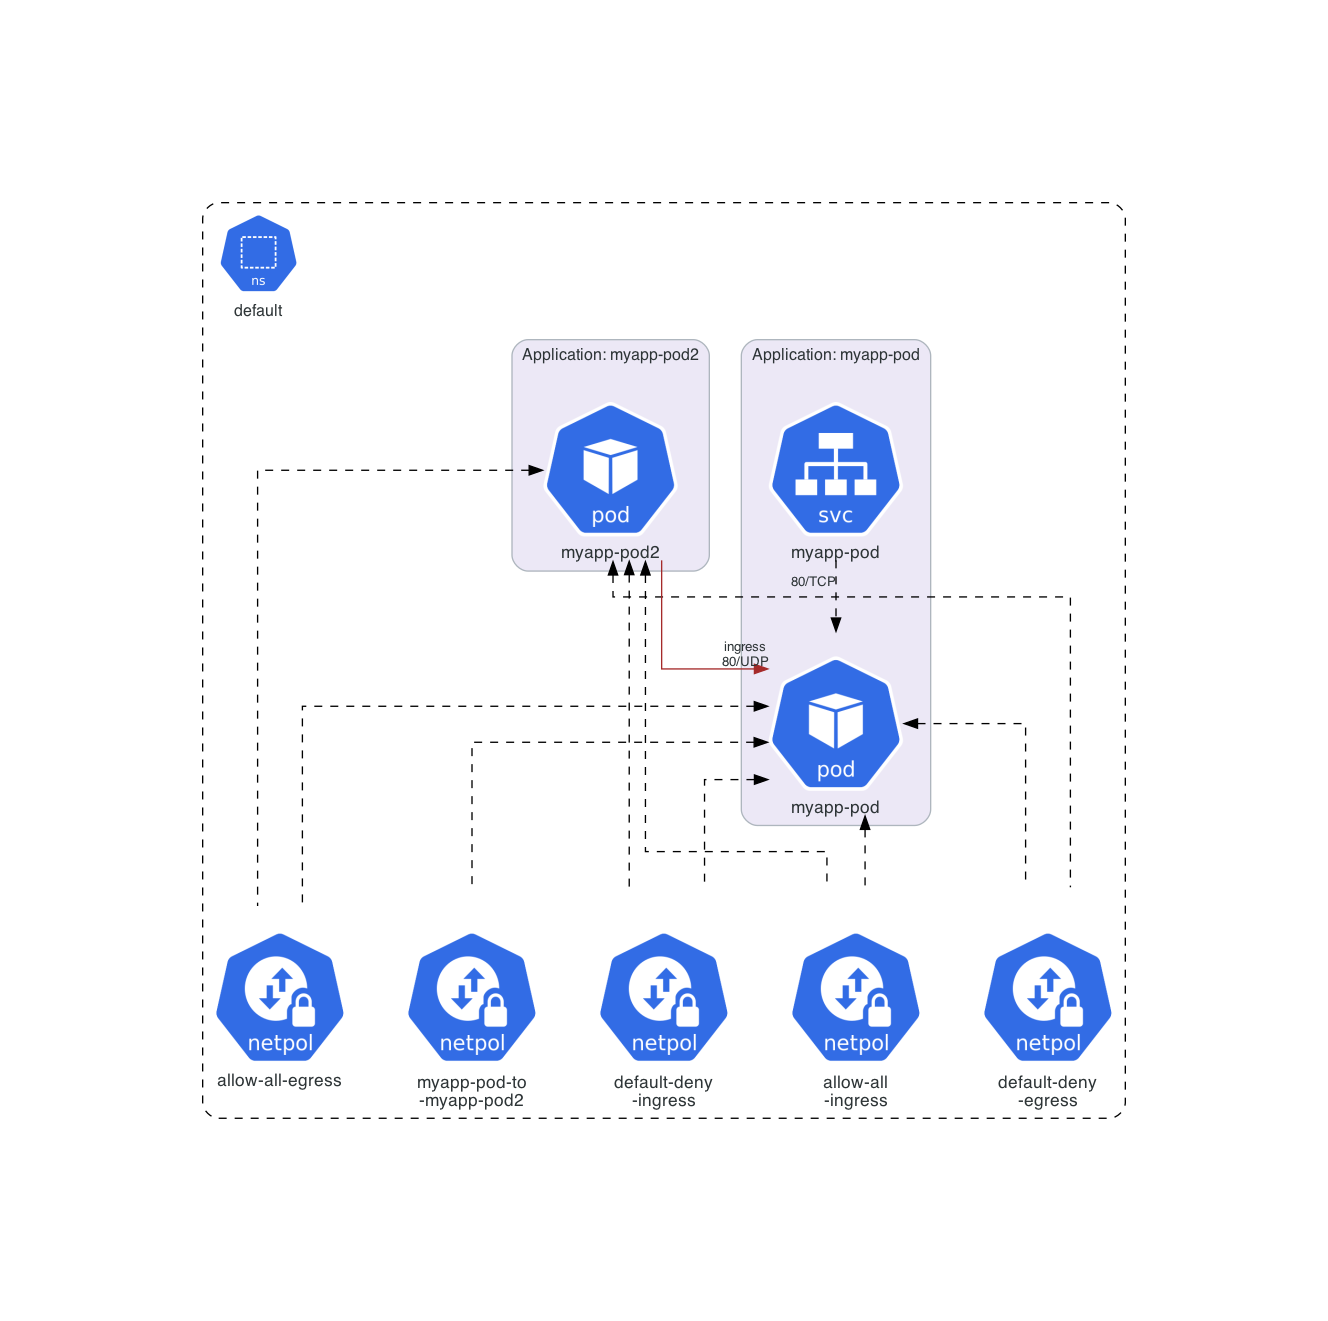 ns
default
Application: myapp-pod2
Application: myapp-pod
pod
svc
myapp-pod2
myapp-pod
80/TCP
ingress
80/UDP
pod
myapp-pod
netpol
netpol
netpol
netpol
netpol
allow-all-egress
myapp-pod-to
-myapp-pod2
default-deny
-ingress
allow-all
-ingress
default-deny
-egress